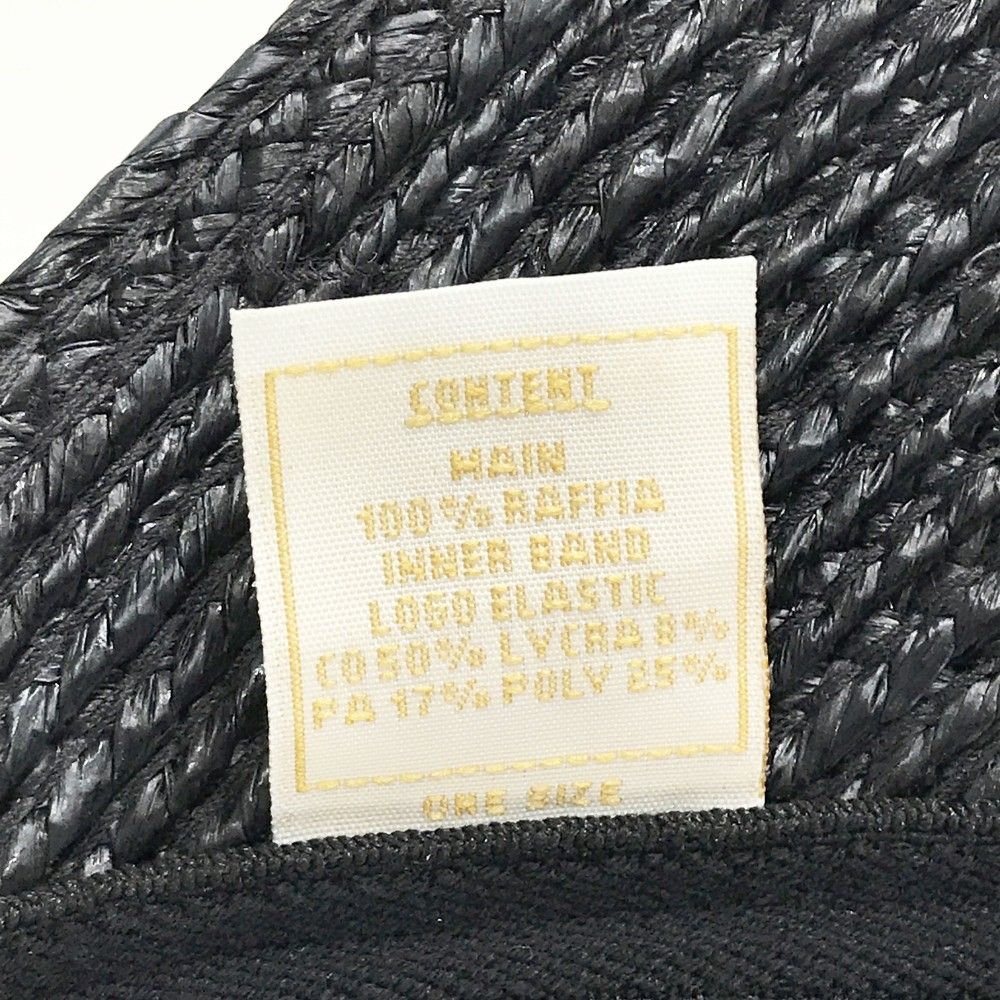 CONTENT
MAIN
100% RAFFIA
INNER BAND
LOGO ELASTIC
CO 50% LYCRA 8%
PA 17% POLY 25%
ONE SIZE